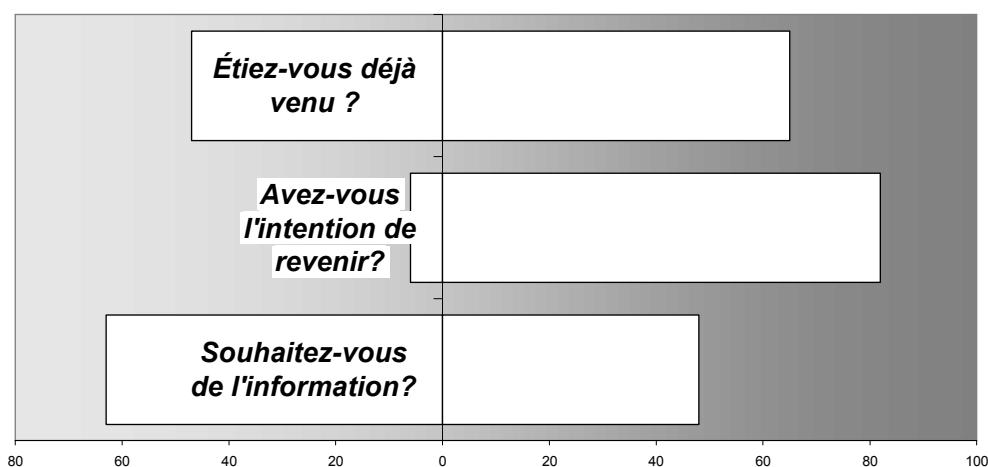 Étiez-vous déjà
venu ?
Avez-vous
l'intention de
revenir?
Souhaitez-vous
de l'information?
80 60 40 20 0 20 40 60 80 100